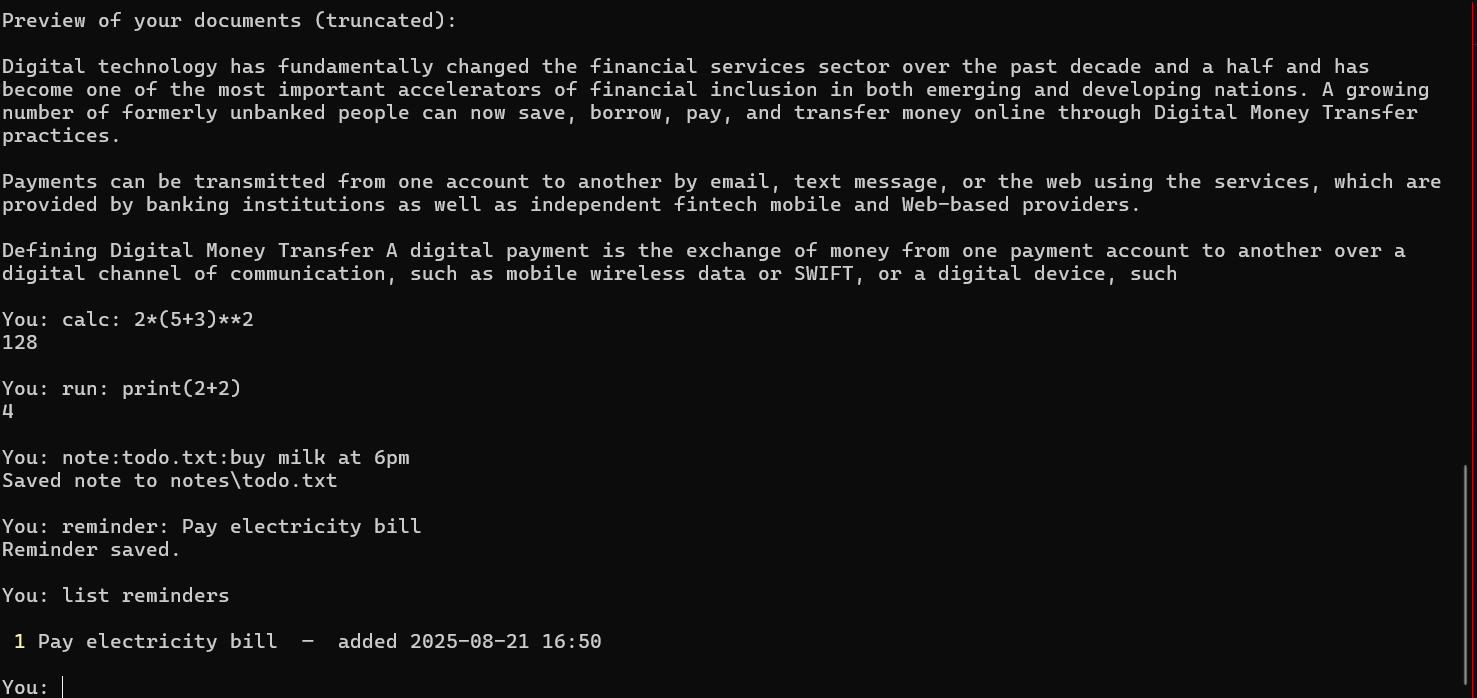 Preview of your documents (truncated):
Digital technology has fundamentally changed the financial services sector over the past decade and a half and has
become one of the most important accelerators of financial inclusion in both emerging and developing nations. A growing
number of formerly unbanked people can now save, borrow, pay, and transfer money online through Digital Money Transfer
practices.
Payments can be transmitted from one account to another by email, text message, or the web using the services, which are
provided by banking institutions as well as independent fintech mobile and Web-based providers.
Defining Digital Money Transfer A digital payment is the exchange of money from one payment account to another over a
digital channel of communication, such as mobile wireless data or SWIFT, or a digital device, such
You: calc: 2*(5+3)**2
128
You: run: print(2+2)
4
You: note:todo.txt:buy milk at 6pm
Saved note to notes\todo.txt
You: reminder: Pay electricity bill
Reminder saved.
You: list reminders
1 Pay electricity bill — added 2025-08-21 16:50
You: